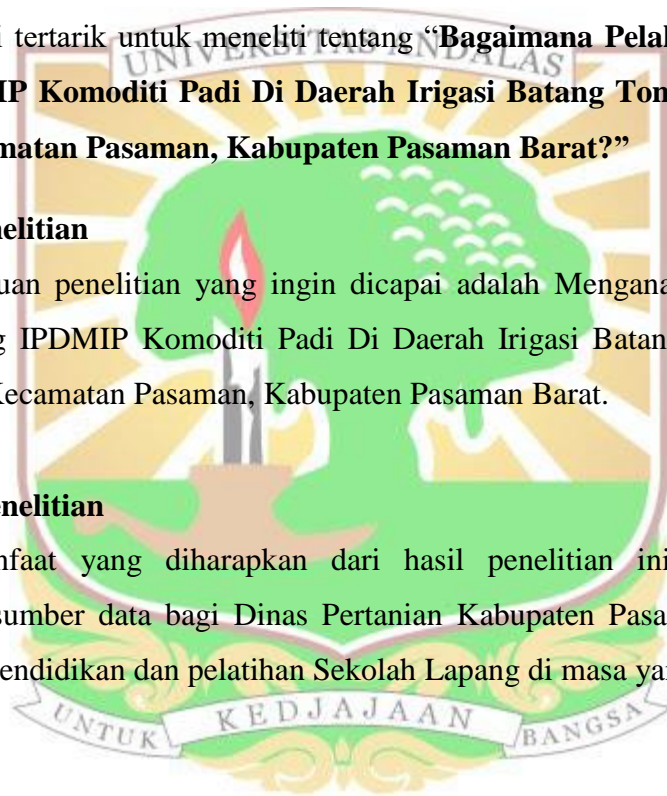 i tertarik untuk meneliti tentang “Bagaimana Pelal
UNIVERSITAS ANDALAS
IP Komoditi Padi Di Daerah Irigasi Batang Ton
matan Pasaman, Kabupaten Pasaman Barat?”
nelitian
uan penelitian yang ingin dicapai adalah Mengana
g IPDMIP Komoditi Padi Di Daerah Irigasi Batan
Kecamatan Pasaman, Kabupaten Pasaman Barat.
enelitian
nfaat yang diharapkan dari hasil penelitian ini
sumber data bagi Dinas Pertanian Kabupaten Pasa
pendidikan dan pelatihan Sekolah Lapang di masa yan
UNTUK KEDJAJAAN BANGSA